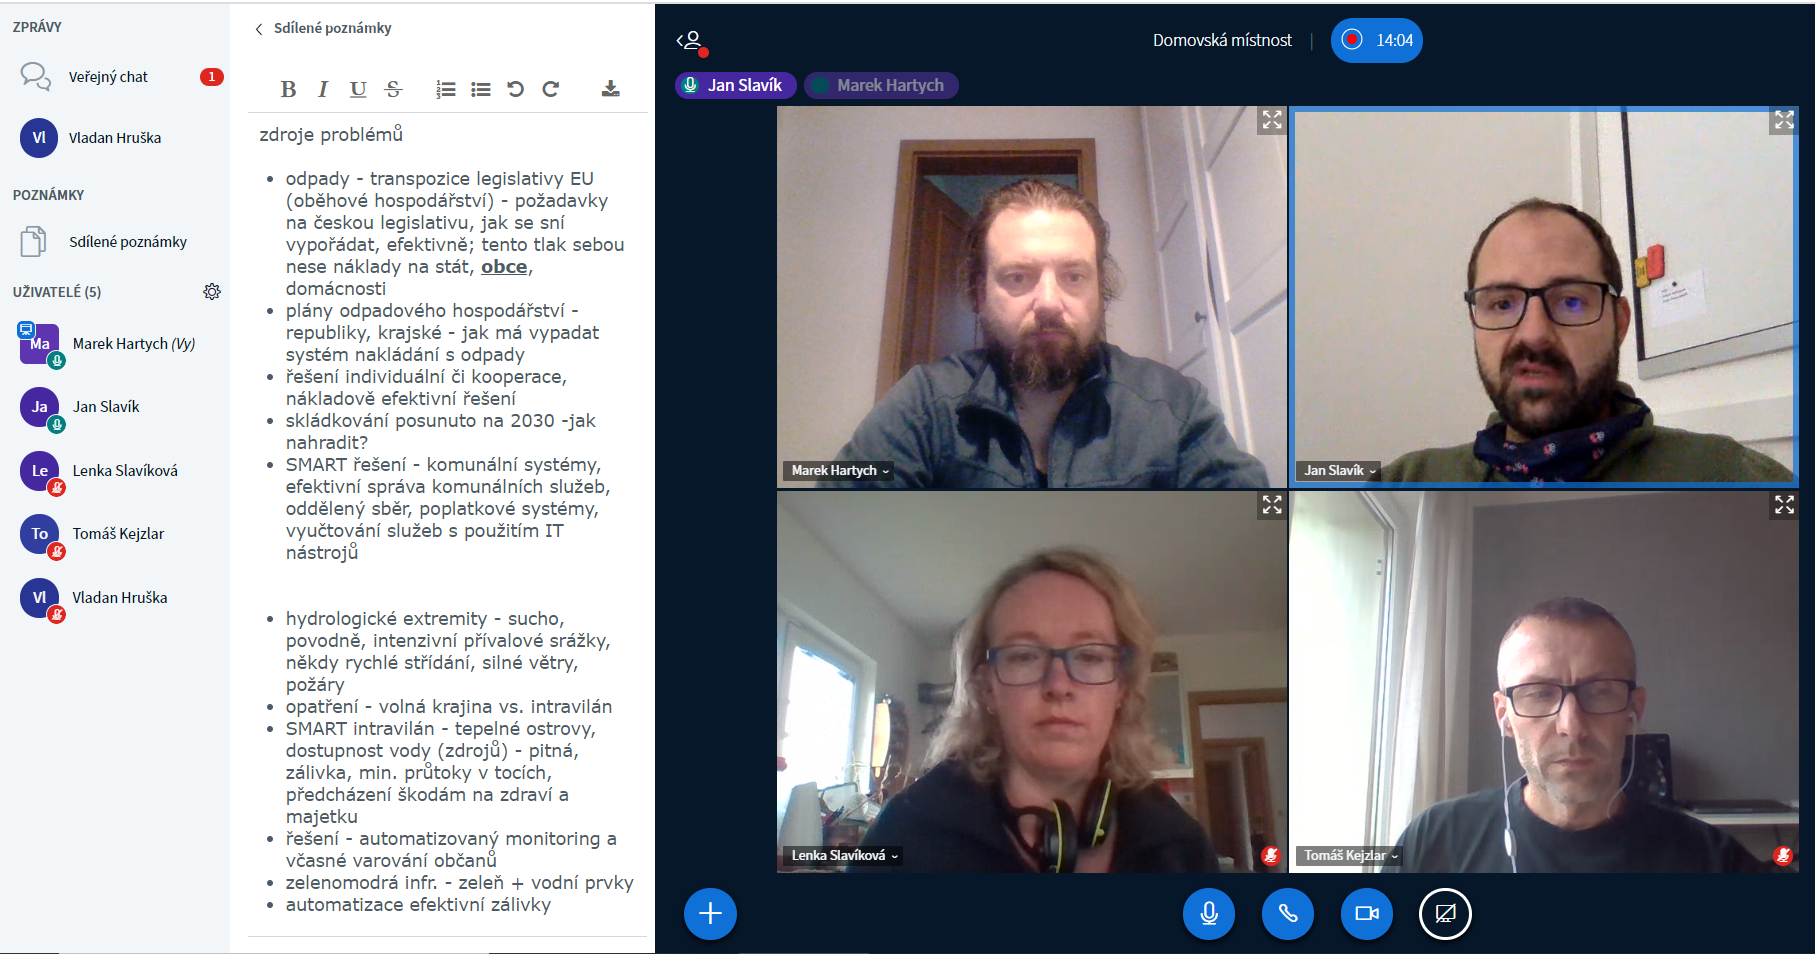 ZPRÁVY
Veřejný chat
1
Vl
Vladan Hruška
POZNÁMKY
Sdílené poznámky
UŽIVATELÉ (5)
Ma
Marek Hartych (Vy)
Ja
Jan Slavík
Le
Lenka Slavíková
To
Tomáš Kejzlar
Vl
Vladan Hruška
Sdílené poznámky
B I U S
zdroje problémů
• odpady - transpozice legislativy EU
(oběhové hospodářství) - požadavky
na českou legislativu, jak se sní
vypořádat, efektivně; tento tlak sebou
nese náklady na stát, obce,
domácnosti
• plány odpadového hospodářství -
republiky, krajské - jak má vypadat
systém nakládání s odpady
• řešení individuální či kooperace,
nákladově efektivní řešení
• skládkování posunuto na 2030 -jak
nahradit?
• SMART řešení - komunální systémy,
efektivní správa komunálních služeb,
oddělený sběr, poplatkové systémy,
vyučtování služeb s použitím IT
nástrojů
• hydrologické extremity - sucho,
povodně, intenzivní přívalové srážky,
někdy rychlé střídání, silné větry,
požáry
• opatření - volná krajina vs. intravilán
• SMART intravilán - tepelné ostrovy,
dostupnost vody (zdrojů) - pitná,
zálivka, min. průtoky v tocích,
předcházení škodám na zdraví a
majetku
• řešení - automatizovaný monitoring a
včasné varování občanů
• zelenomodrá infr. - zeleň + vodní prvky
• automatizace efektivní zálivky
Domovská místnost
14:04
Jan Slavík
Marek Hartych
Marek Hartych
Jan Slavík
Lenka Slavíková
Tomáš Kejzlar